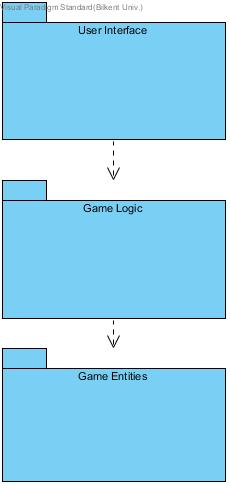 Visual Paradigm Standard(Bilkent Univ.)
User Interface
Game Logic
Game Entities